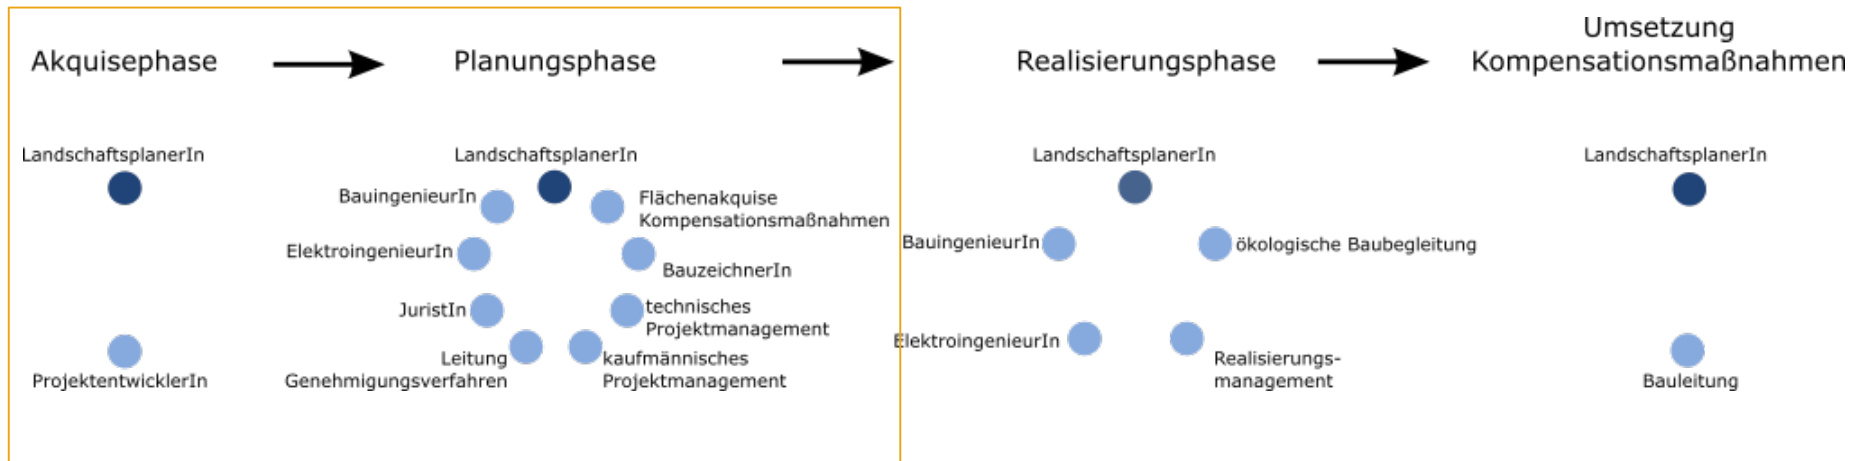 Akquisephase
Planungsphase
Realisierungsphase
Umsetzung
Kompensationsmaßnahmen
LandschaftsplanerIn
ProjektentwicklerIn
LandschaftsplanerIn
BauingenieurIn
Flächenakquise
Kompensationsmaßnahmen
ElektroingenieurIn
BauzeichnerIn
JuristIn
technisches
Projektmanagement
Leitung
Genehmigungsverfahren
kaufmännisches
Projektmanagement
LandschaftsplanerIn
BauingenieurIn
ökologische Baubegleitung
ElektroingenieurIn
Realisierungs-
management
LandschaftsplanerIn
Bauleitung